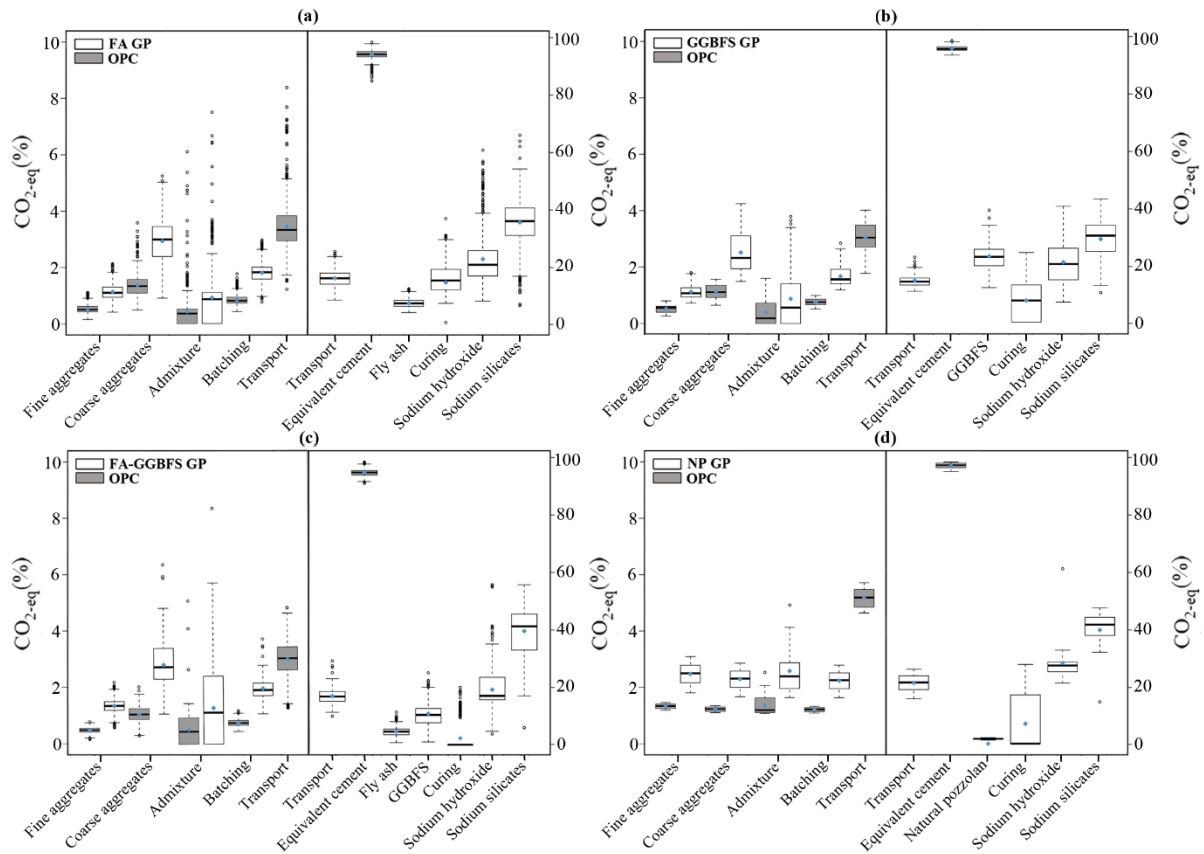 (a)
FA GP
OPC
CO2-eq(%)
10
8
6
4
2
0
100
80
60
40
20
0
Fine aggregates
Coarse aggregates
Admixture
Batching
Transport
Transport
Equivalent cement
Fly ash
Curing
Sodium hydroxide
Sodium silicates
(b)
GGBFS GP
OPC
CO2-eq(%)
10
8
6
4
2
0
100
80
60
40
20
0
CO2-eq(%)
Fine aggregates
Coarse aggregates
Admixture
Batching
Transport
Transport
Equivalent cement
GGBFS
Curing
Sodium hydroxide
Sodium silicates
(c)
FA-GGBFS GP
OPC
CO2-eq(%)
10
8
6
4
2
0
100
80
60
40
20
0
Fine aggregates
Coarse aggregates
Admixture
Batching
Transport
Transport
Equivalent cement
Fly ash
GGBFS
Curing
Sodium hydroxide
Sodium silicates
(d)
NP GP
OPC
CO2-eq(%)
10
8
6
4
2
0
100
80
60
40
20
0
CO2-eq(%)
Fine aggregates
Coarse aggregates
Admixture
Batching
Transport
Transport
Equivalent cement
Natural pozzolan
Curing
Sodium hydroxide
Sodium silicates